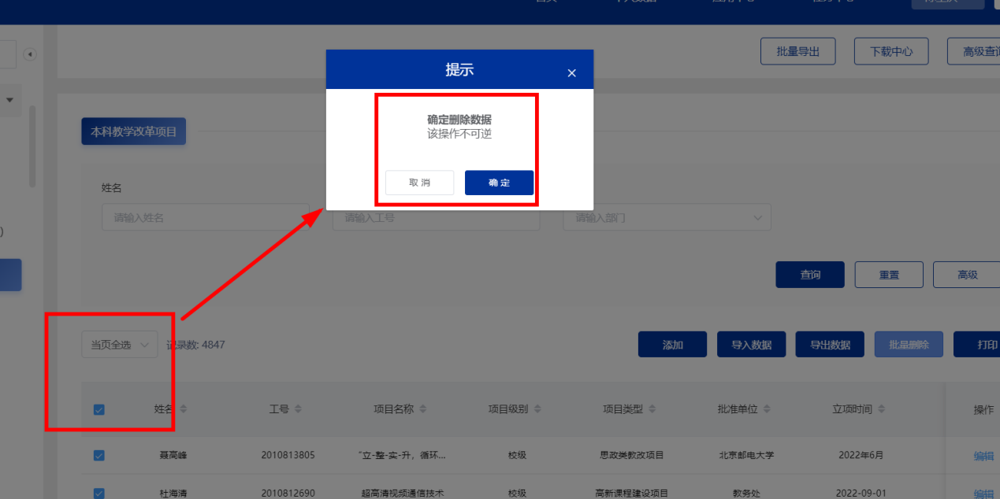 批量导出
下载中心
高级查询
提示
确定删除数据
该操作不可逆
取 消
确 定
本科教学改革项目
姓名
请输入姓名
请输入工号
请输入部门
查询
重置
高级
当页全选
记录数: 4847
添加
导入数据
导出数据
批量删除
打印
姓名
工号
项目名称
项目级别
项目类型
批准单位
立项时间
操作
聂高峰
2010813805
“立-整-实-升，循环...
校级
思政类教改项目
北京邮电大学
2022年6月
编辑
杜海清
2010812690
超高清视频通信技术
校级
高新课程建设项目
教务处
2022-09-01
编辑